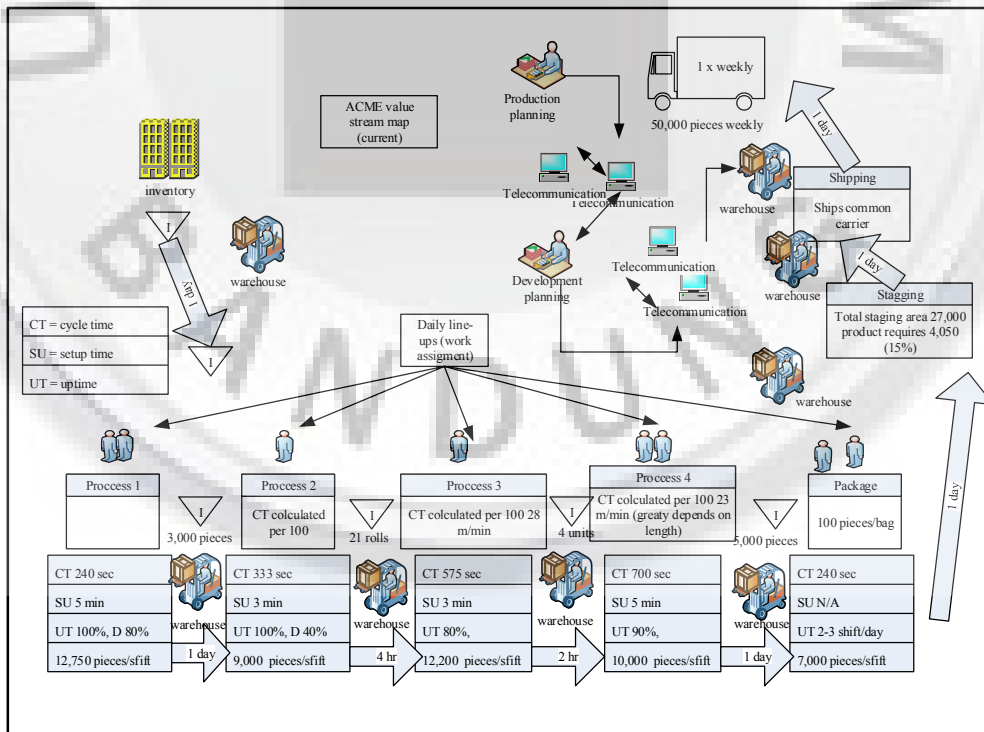 ACME value
stream map
(current)
Production
planning
1 x weekly
50,000 pieces weekly
1 day
inventory
I
1 day
I
warehouse
Telecommunication
Telecommunication
warehouse
Shipping
Ships common
carrier
Development
planning
Telecommunication
Telecommunication
warehouse
1 day
Stagging
Total staging area 27,000
product requires 4,050
(15%)
CT = cycle time
SU = setup time
UT = uptime
Daily line-
ups (work
assigment)
warehouse
1 day
Proccess 1
I
3,000 pieces
Proccess 2
CT calculated
per 100
I
21 rolls
Proccess 3
CT calculated per 100 28
m/min
I
4 units
Proccess 4
CT calculated per 100 23
m/min (greaty depends on
length)
I
5,000 pieces
Package
100 pieces/bag
CT 240 sec
SU 5 min
UT 100%, D 80%
12,750 pieces/sfift
warehouse
1 day
CT 333 sec
SU 3 min
UT 100%, D 40%
9,000 pieces/sfift
warehouse
4 hr
CT 575 sec
SU 3 min
UT 80%,
12,200 pieces/sfift
warehouse
2 hr
CT 700 sec
SU 5 min
UT 90%,
10,000 pieces/sfift
warehouse
1 day
CT 240 sec
SU N/A
UT 2-3 shift/day
7,000 pieces/sfift